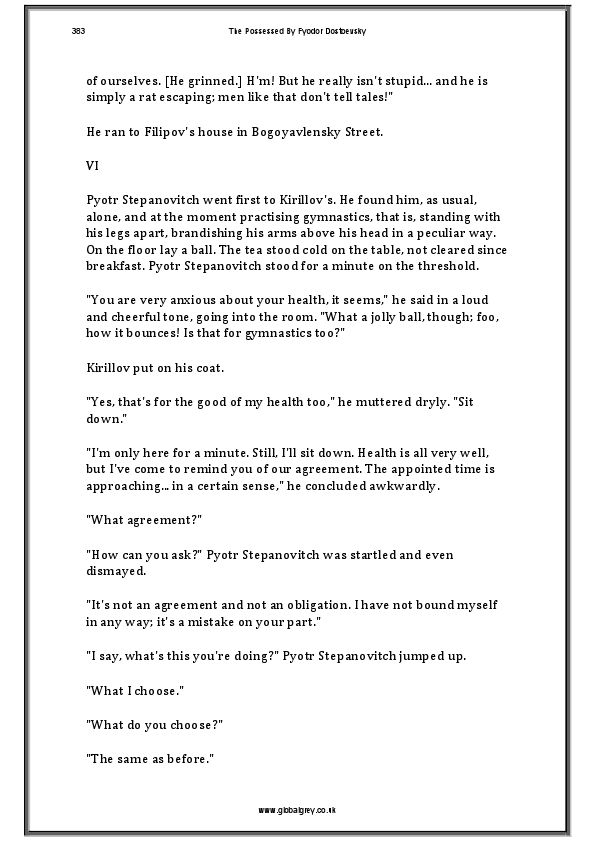 383
The Possessed By Fyodor Dostoevsky
of ourselves. [He grinned.] H'm! But he really isn't stupid... and he is
simply a rat escaping; men like that don't tell tales!"
He ran to Filipov's house in Bogoyavlensky Street.
VI
Pyotr Stepanovitch went first to Kirillov's. He found him, as usual,
alone, and at the moment practising gymnastics, that is, standing with
his legs apart, brandishing his arms above his head in a peculiar way.
On the floor lay a ball. The tea stood cold on the table, not cleared since
breakfast. Pyotr Stepanovitch stood for a minute on the threshold.
"You are very anxious about your health, it seems," he said in a loud
and cheerful tone, going into the room. "What a jolly ball, though; foo,
how it bounces! Is that for gymnastics too?"
Kirillov put on his coat.
"Yes, that's for the good of my health too," he muttered dryly. "Sit
down."
"I'm only here for a minute. Still, I'll sit down. Health is all very well,
but I've come to remind you of our agreement. The appointed time is
approaching... in a certain sense," he concluded awkwardly.
"What agreement?"
"How can you ask?" Pyotr Stepanovitch was startled and even
dismayed.
"It's not an agreement and not an obligation. I have not bound myself
in any way; it's a mistake on your part."
"I say, what's this you're doing?" Pyotr Stepanovitch jumped up.
"What I choose."
"What do you choose?"
"The same as before."
www.globalgrey.co.uk